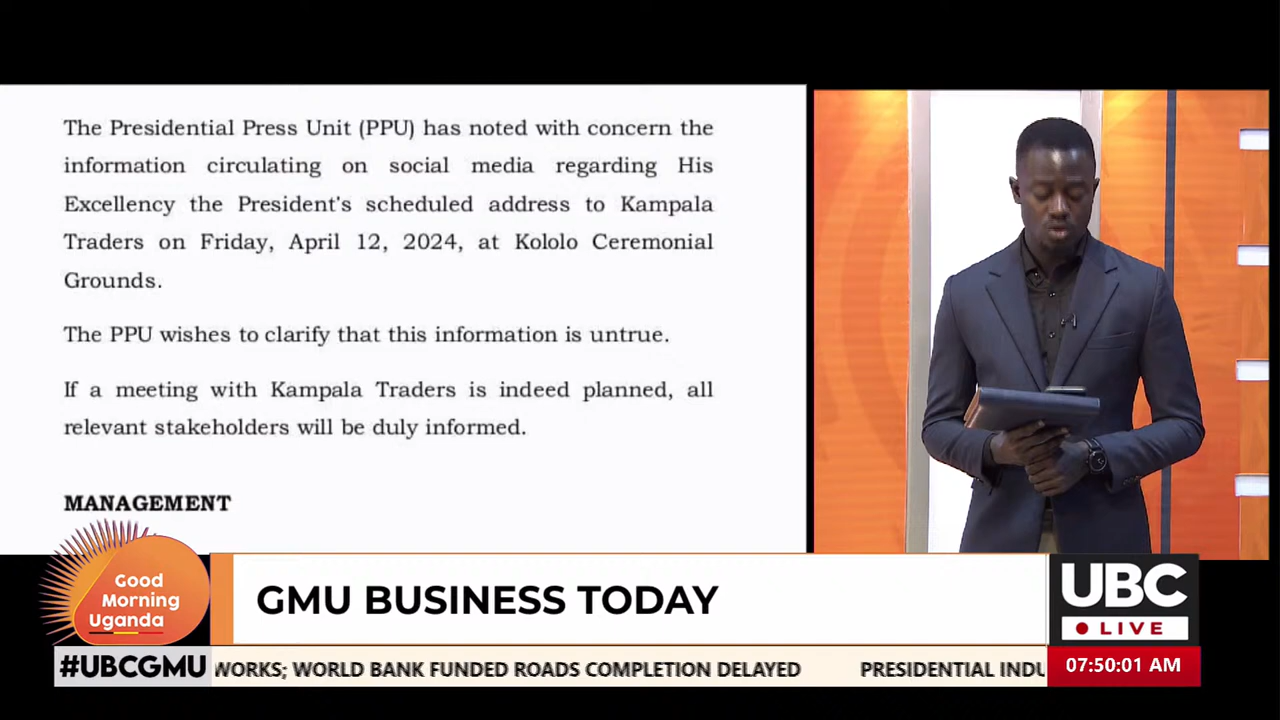 The Presidential Press Unit (PPU) has noted with concern the
information circulating on social media regarding His
Excellency the President's scheduled address to Kampala
Traders on Friday, April 12, 2024, at Kololo Ceremonial
Grounds.
The PPU wishes to clarify that this information is untrue.
If a meeting with Kampala Traders is indeed planned, all
relevant stakeholders will be duly informed.
MANAGEMENT
Good
Morning
Uganda
GMU BUSINESS TODAY
UBC
LIVE
#UBCGMU
WORKS; WORLD BANK FUNDED ROADS COMPLETION DELAYED PRESIDENTIAL INDU
07:50:01 AM